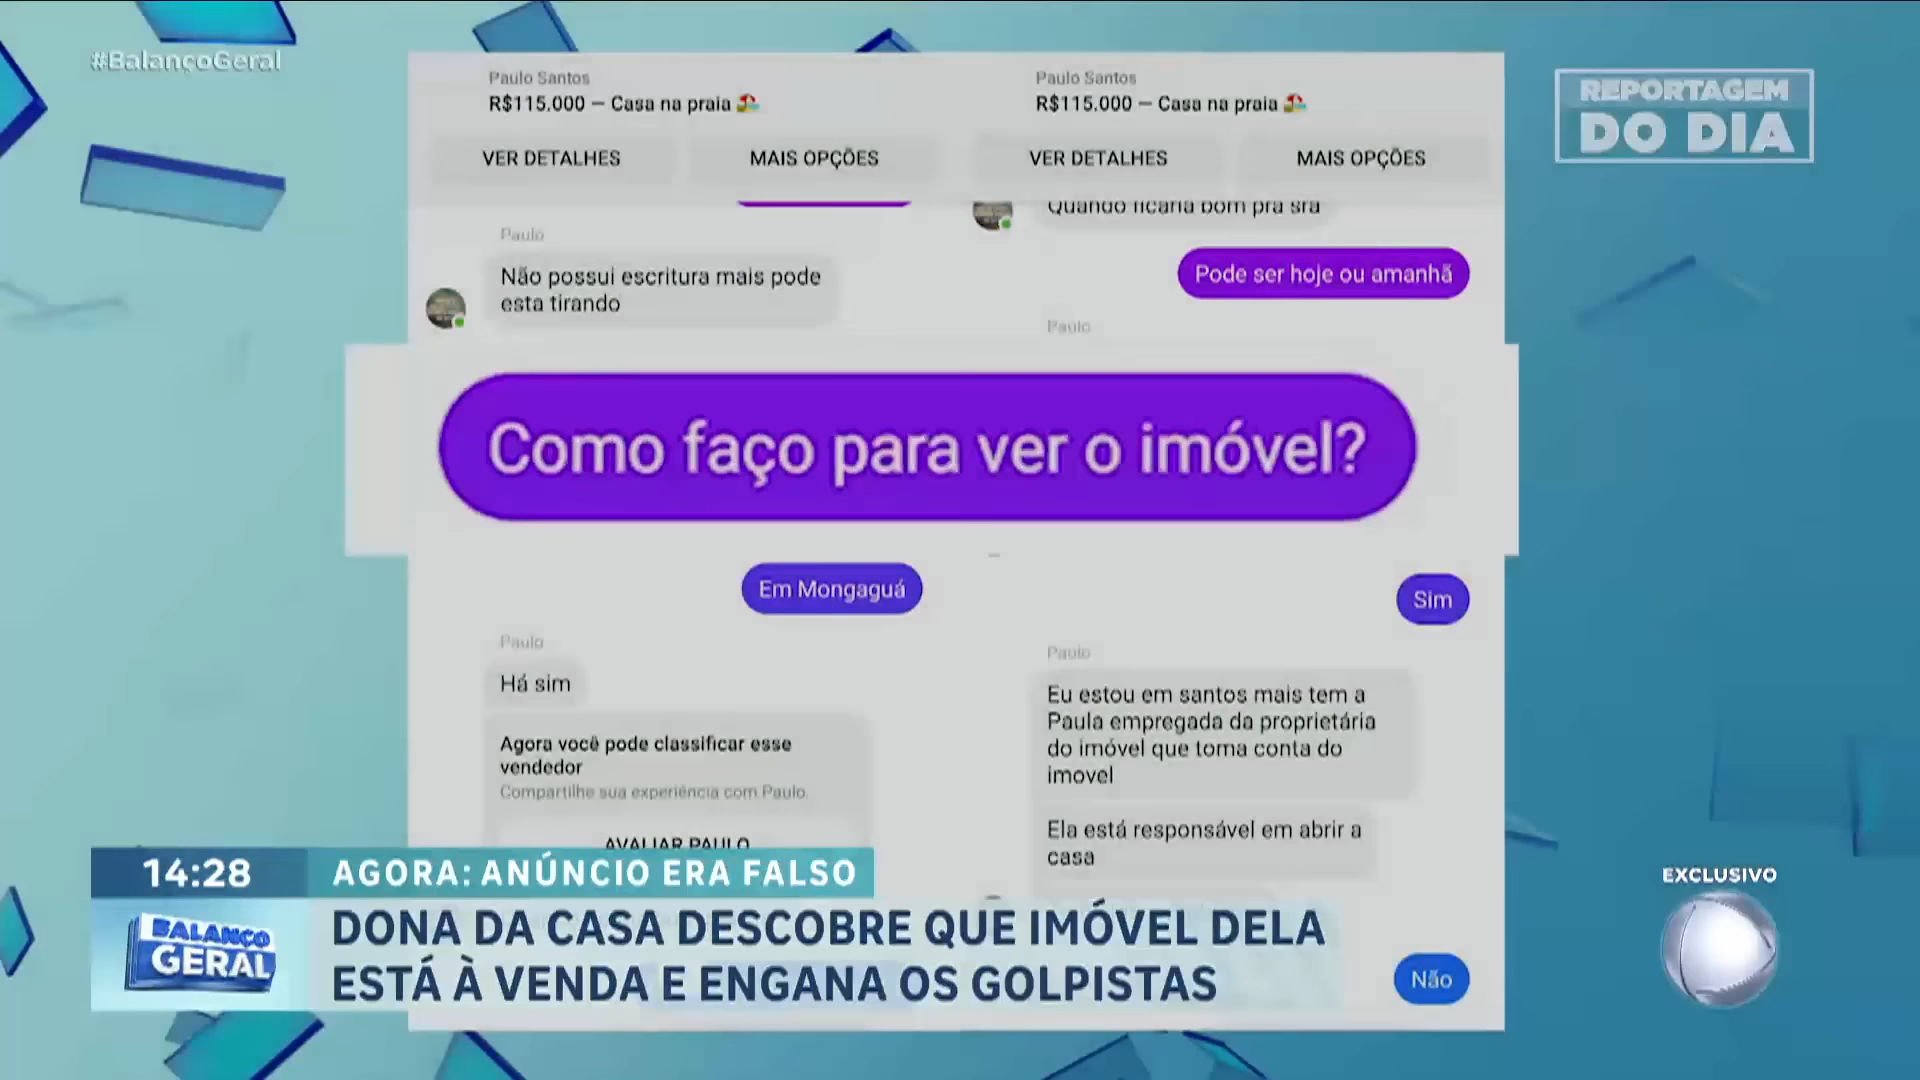 #BalançoGeral
REPORTAGEM
DO DIA
Paulo Santos
R$115.000 – Casa na praia
VER DETALHES
MAIS OPÇÕES
Paulo
Não possui escritura mais pode
esta tirando
Paulo Santos
R$115.000 – Casa na praia
VER DETALHES
MAIS OPÇÕES
Quando ficaria bom pra sra
Pode ser hoje ou amanhã
Paulo
Como faço para ver o imóvel?
Em Mongaguá
Paulo
Há sim
Agora você pode classificar esse
vendedor
Compartilhe sua experiência com Paulo.
AVALIAR PAULO
Sim
Paulo
Eu estou em santos mais tem a
Paula empregada da proprietária
do imóvel que toma conta do
imovel
Ela está responsável em abrir a
casa
Não
14:28
AGORA: ANÚNCIO ERA FALSO
BALANÇO
GERAL
DONA DA CASA DESCOBRE QUE IMÓVEL DELA
ESTÁ À VENDA E ENGANA OS GOLPISTAS
EXCLUSIVO